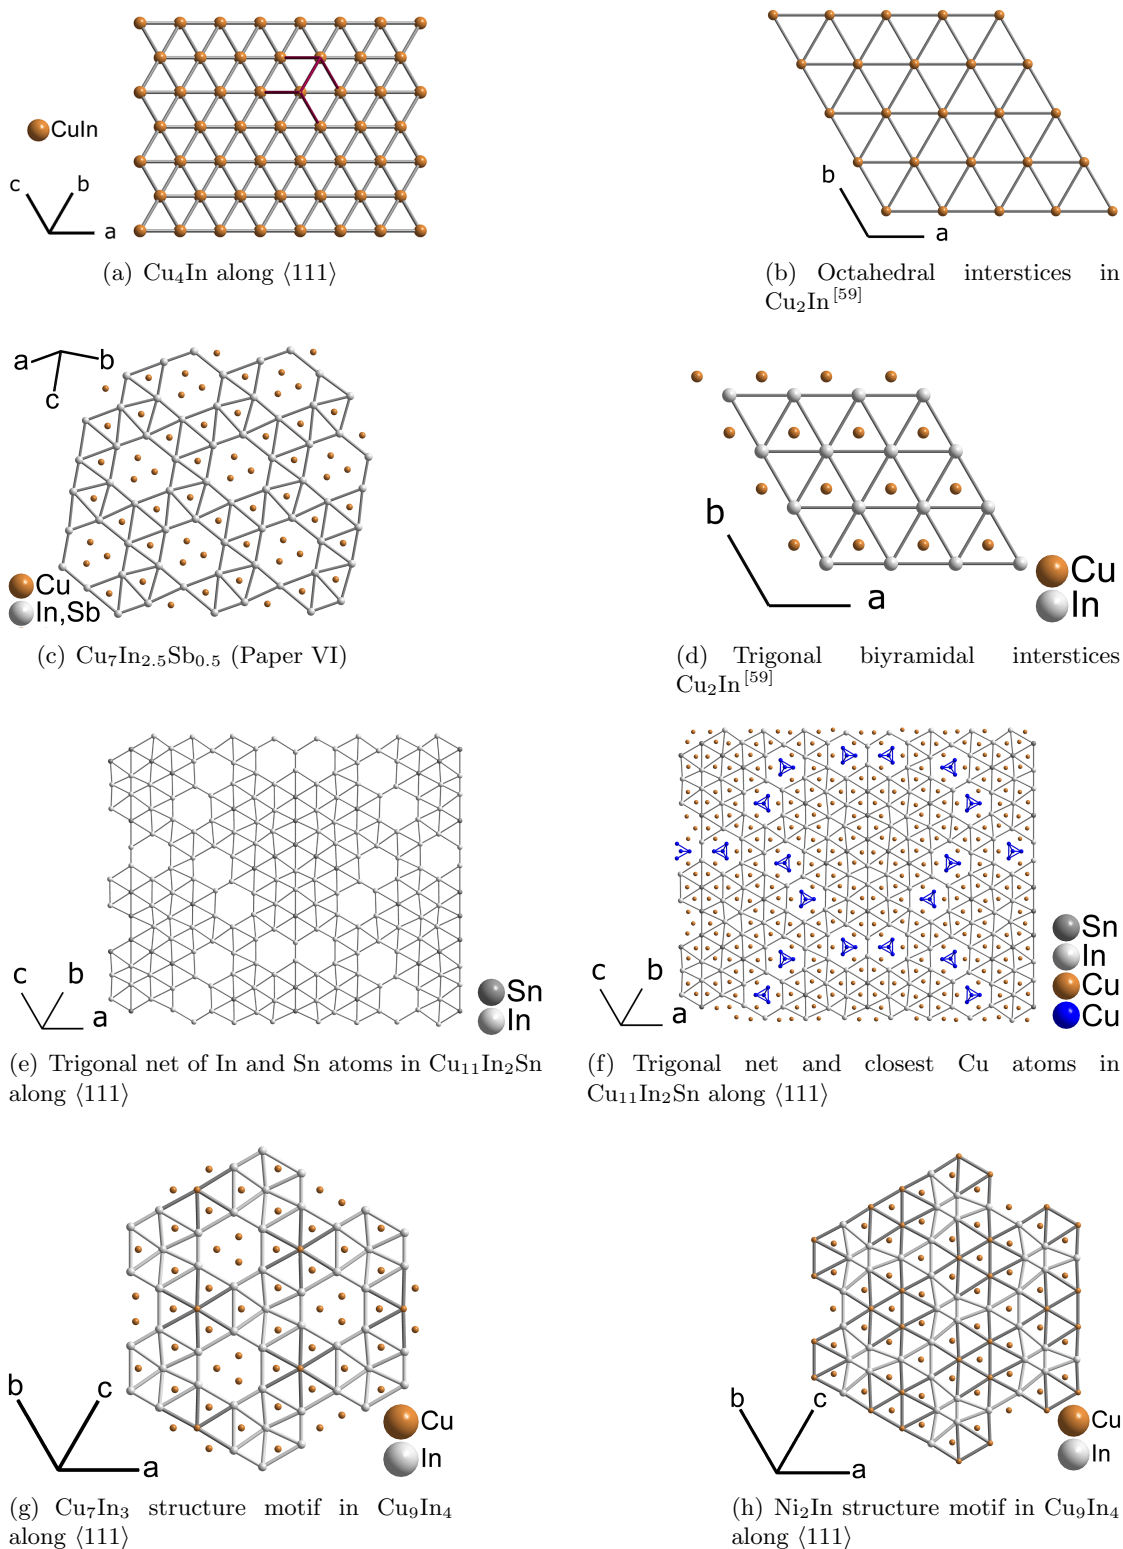 CuIn
c
b
a
(a) Cu₄In along ⟨111⟩
b
a
(b) Octahedral interstices in
Cu₂In[59]
a
b
c
Cu
In,Sb
(c) Cu₇In₂.₅Sb₀.₅ (Paper VI)
b
a
Cu
In
(d) Trigonal biyramidal interstices
Cu₂In[59]
c
b
a
Sn
In
(e) Trigonal net of In and Sn atoms in Cu₁₁In₂Sn
along ⟨111⟩
c
b
a
Sn
In
Cu
Cu
(f) Trigonal net and closest Cu atoms in
Cu₁₁In₂Sn along ⟨111⟩
b
c
a
Cu
In
(g) Cu₇In₃ structure motif in Cu₉In₄
along ⟨111⟩
b
c
a
Cu
In
(h) Ni₂In structure motif in Cu₉In₄
along ⟨111⟩